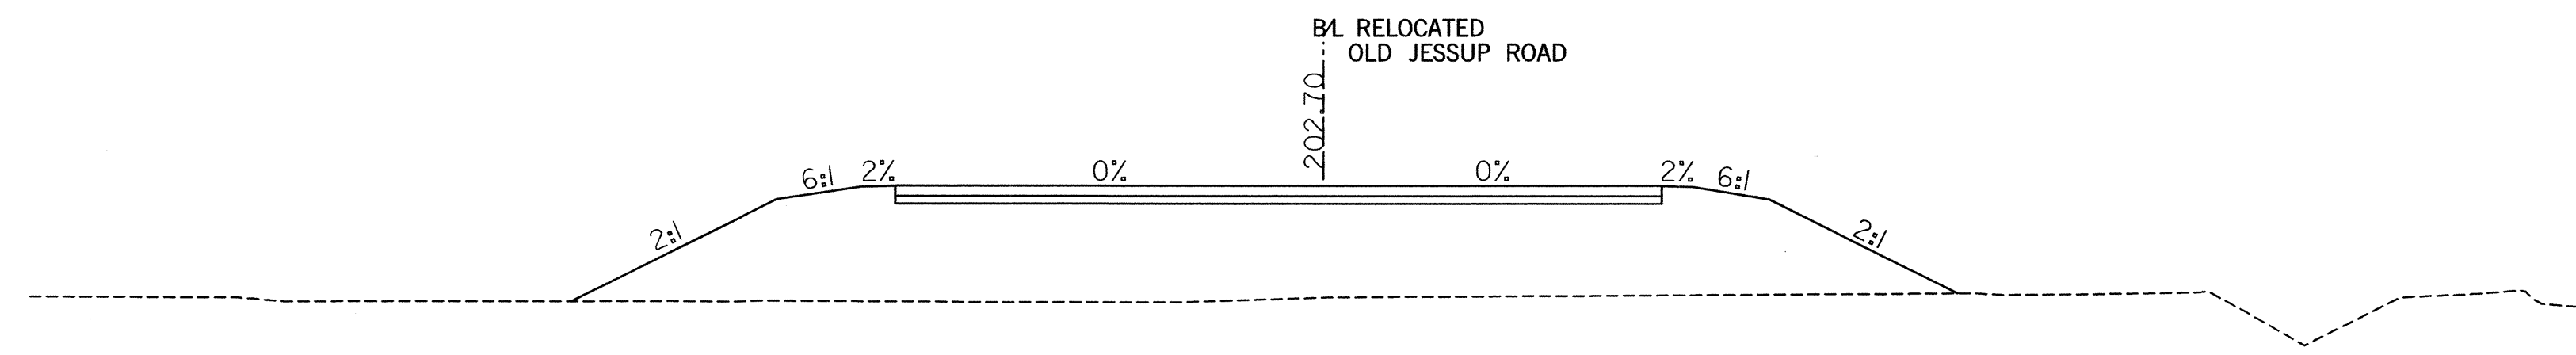 B/L RELOCATED
OLD JESSUP ROAD
202.70
6:1 2% 0% 0% 2% 6:1
2:1 2:1